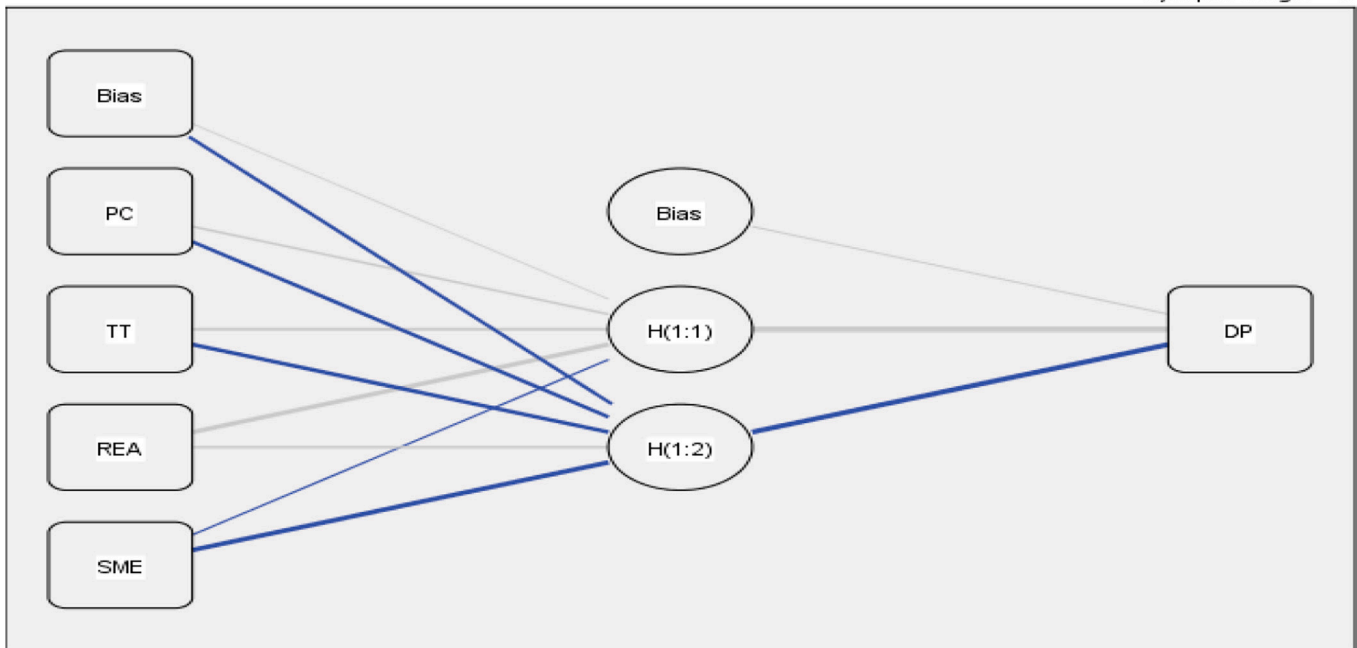 Bias
PC
TT
REA
SME
Bias
H(1:1)
H(1:2)
DP